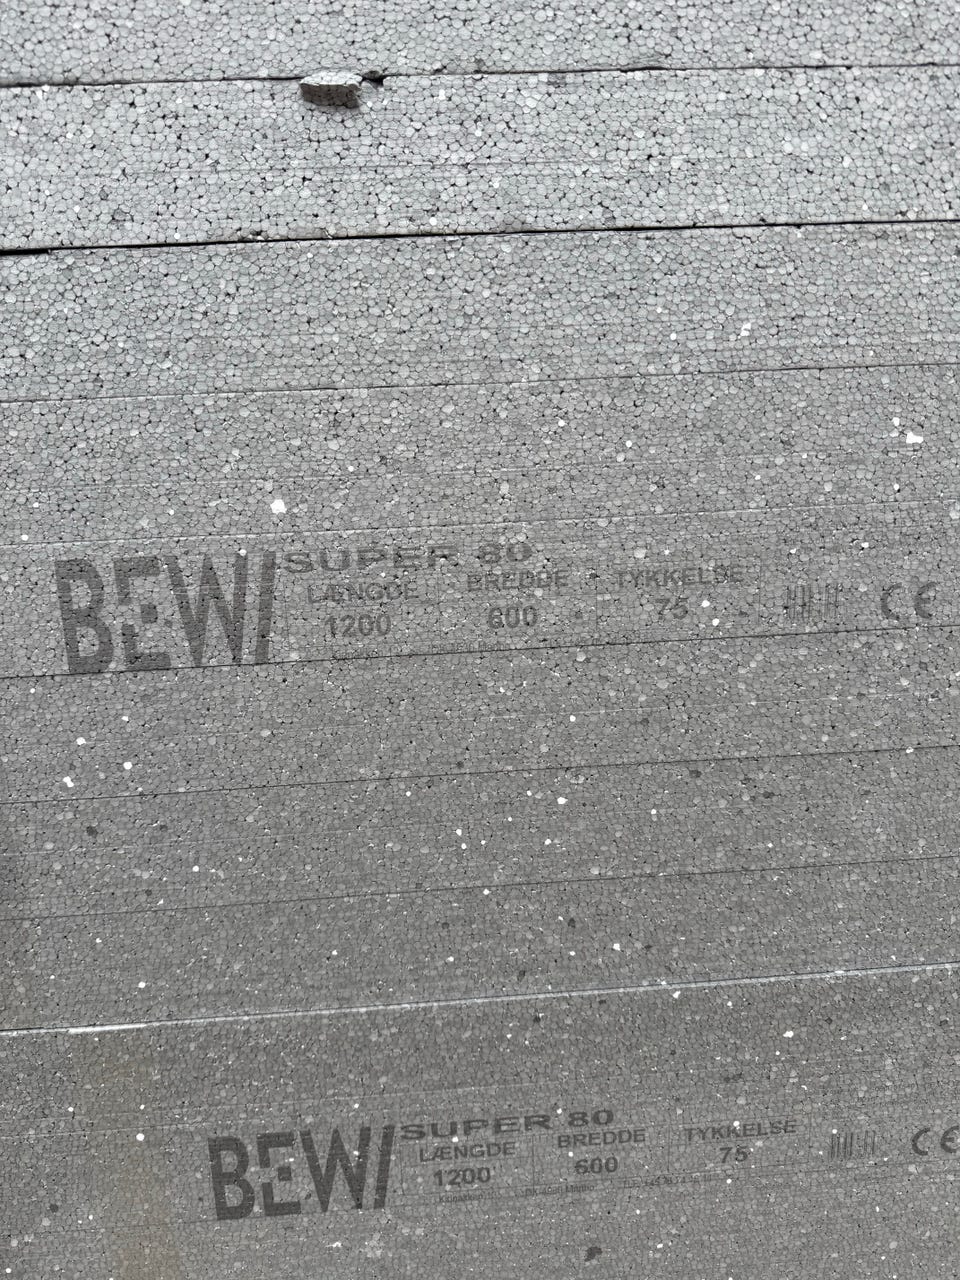 BEWI
SUPER 80
LÆNGDE BREDDE TYKKELSE
1200 600 75
CE
BEWI
SUPER 80
LÆNGDE BREDDE TYKKELSE
1200 600 75
CE